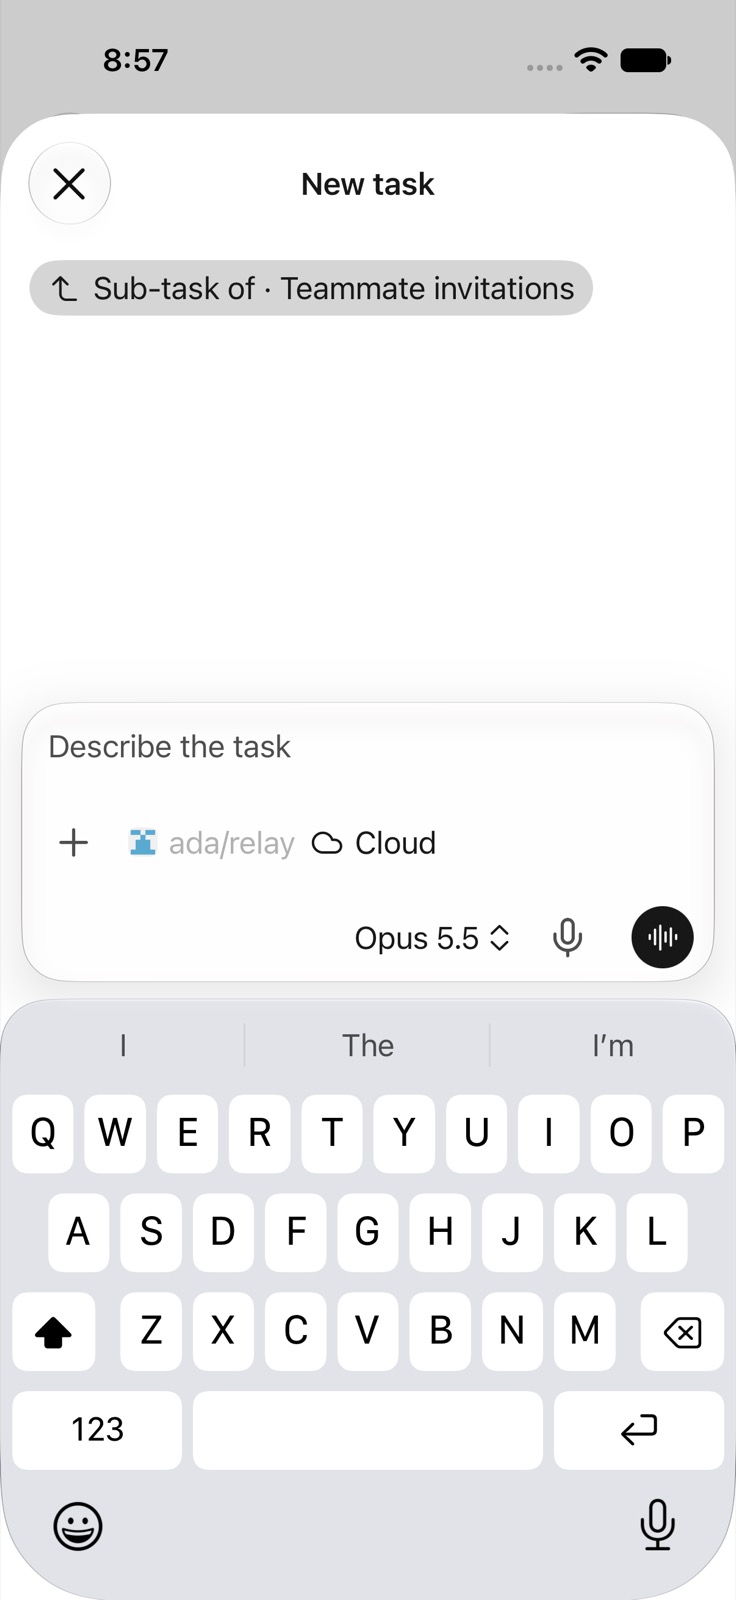 8:57
New task
Sub-task of · Teammate invitations
Describe the task
ada/relay Cloud
Opus 5.5
I The I’m
Q W E R T Y U I O P
A S D F G H J K L
Z X C V B N M
123